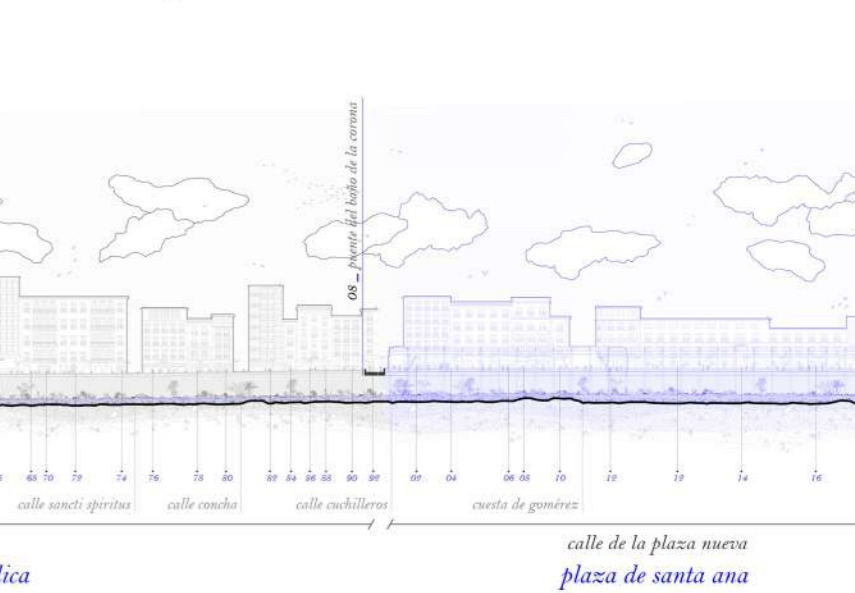 08 – puente del baño de la corona
68 70 72 74 76 78 80 82 84 86 88 90 92 02 04 06 08 10 12 12 14 16
calle sancti spiritus calle concha calle cuchilleros cuesta de gomérez
calle de la plaza nueva
plaza de santa ana